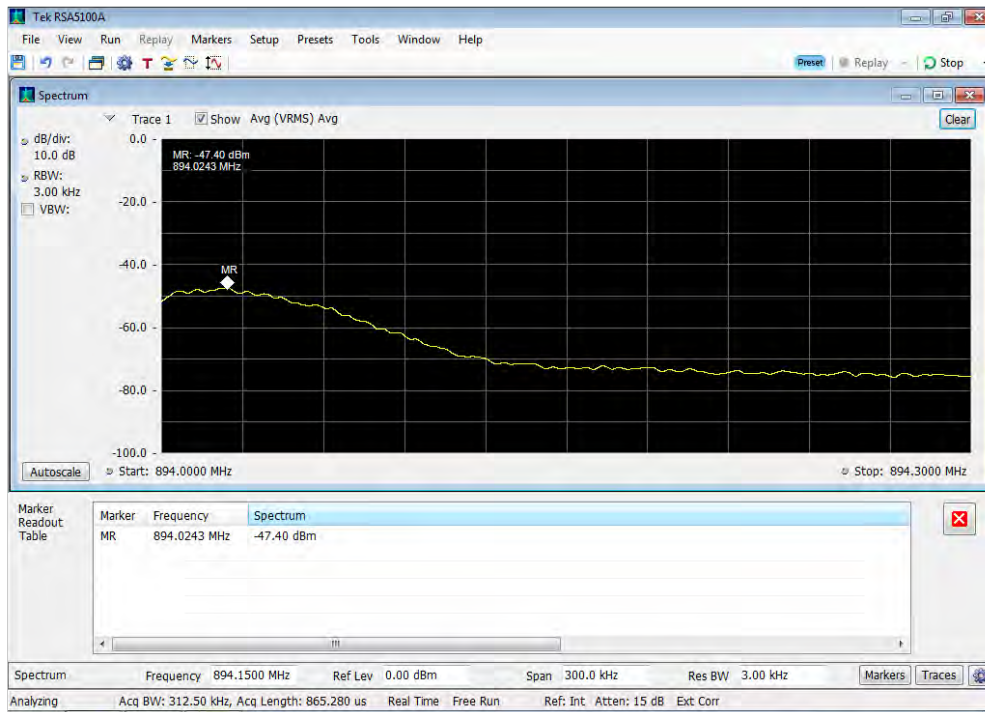 Tek RSA5100A
File View Run Replay Markers Setup Presets Tools Window Help
T Preset Replay Stop
Spectrum
Trace 1 Show Avg (VRMS) Avg Clear
dB/div:
10.0 dB
RBW:
3.00 kHz
VBW:
0.0 -
-20.0 -
-40.0 -
-60.0 -
-80.0 -
-100.0 -
MR: -47.40 dBm
894.0243 MHz
MR
Autoscale Start: 894.0000 MHz Stop: 894.3000 MHz
Marker
Readout
Table
Marker Frequency Spectrum
MR 894.0243 MHz -47.40 dBm
Spectrum Frequency 894.1500 MHz Ref Lev 0.00 dBm Span 300.0 kHz Res BW 3.00 kHz Markers Traces
Analyzing Acq BW: 312.50 kHz, Acq Length: 865.280 us Real Time Free Run Ref: Int Atten: 15 dB Ext Corr